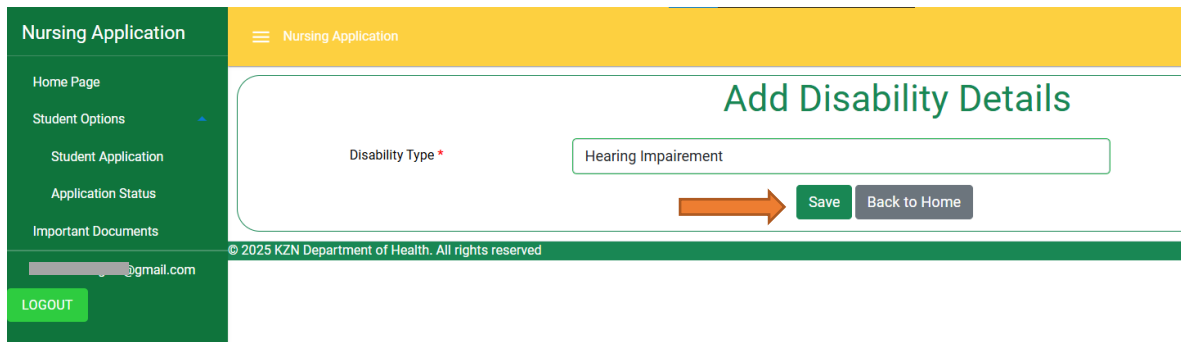 Nursing Application
Nursing Application
Home Page
Student Options
Student Application
Application Status
Important Documents
@gmail.com
LOGOUT
Add Disability Details
Disability Type *
Hearing Impairement
Save
Back to Home
© 2025 KZN Department of Health. All rights reserved